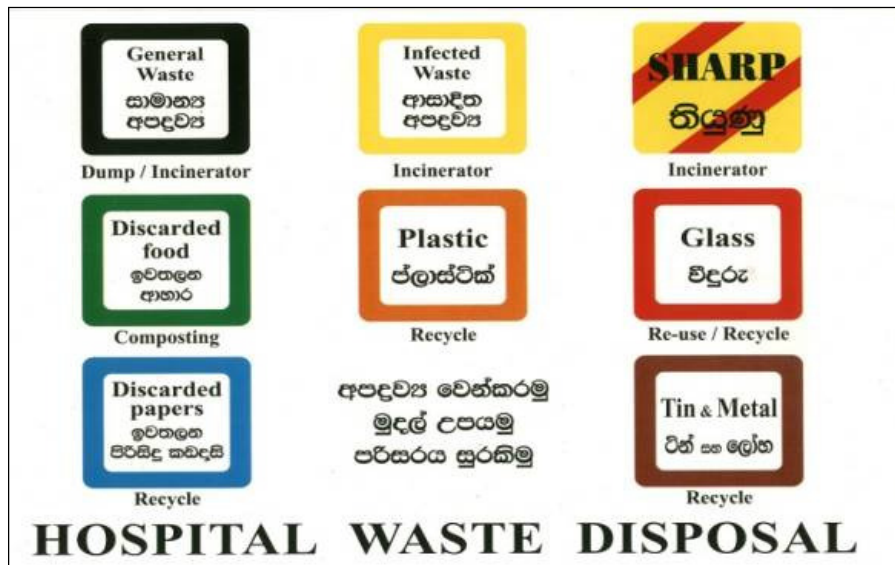 General
Waste
සාමාන්‍ය
අපද්‍රව්‍ය
Dump / Incinerator
Infected
Waste
ආසාදිත
අපද්‍රව්‍ය
Incinerator
SHARP
තියුණු
Incinerator
Discarded
food
ඉවතලන
ආහාර
Composting
Plastic
ප්ලාස්ටික්
Recycle
Glass
වීදුරු
Re-use / Recycle
Discarded
papers
ඉවතලන
පිරිසිදු කඩදාසි
Recycle
අපද්‍රව්‍ය වෙන්කරමු
මුදල් උපයමු
පරිසරය සුරකිමු
Tin & Metal
ටින් සහ ලෝහ
Recycle
HOSPITAL WASTE DISPOSAL